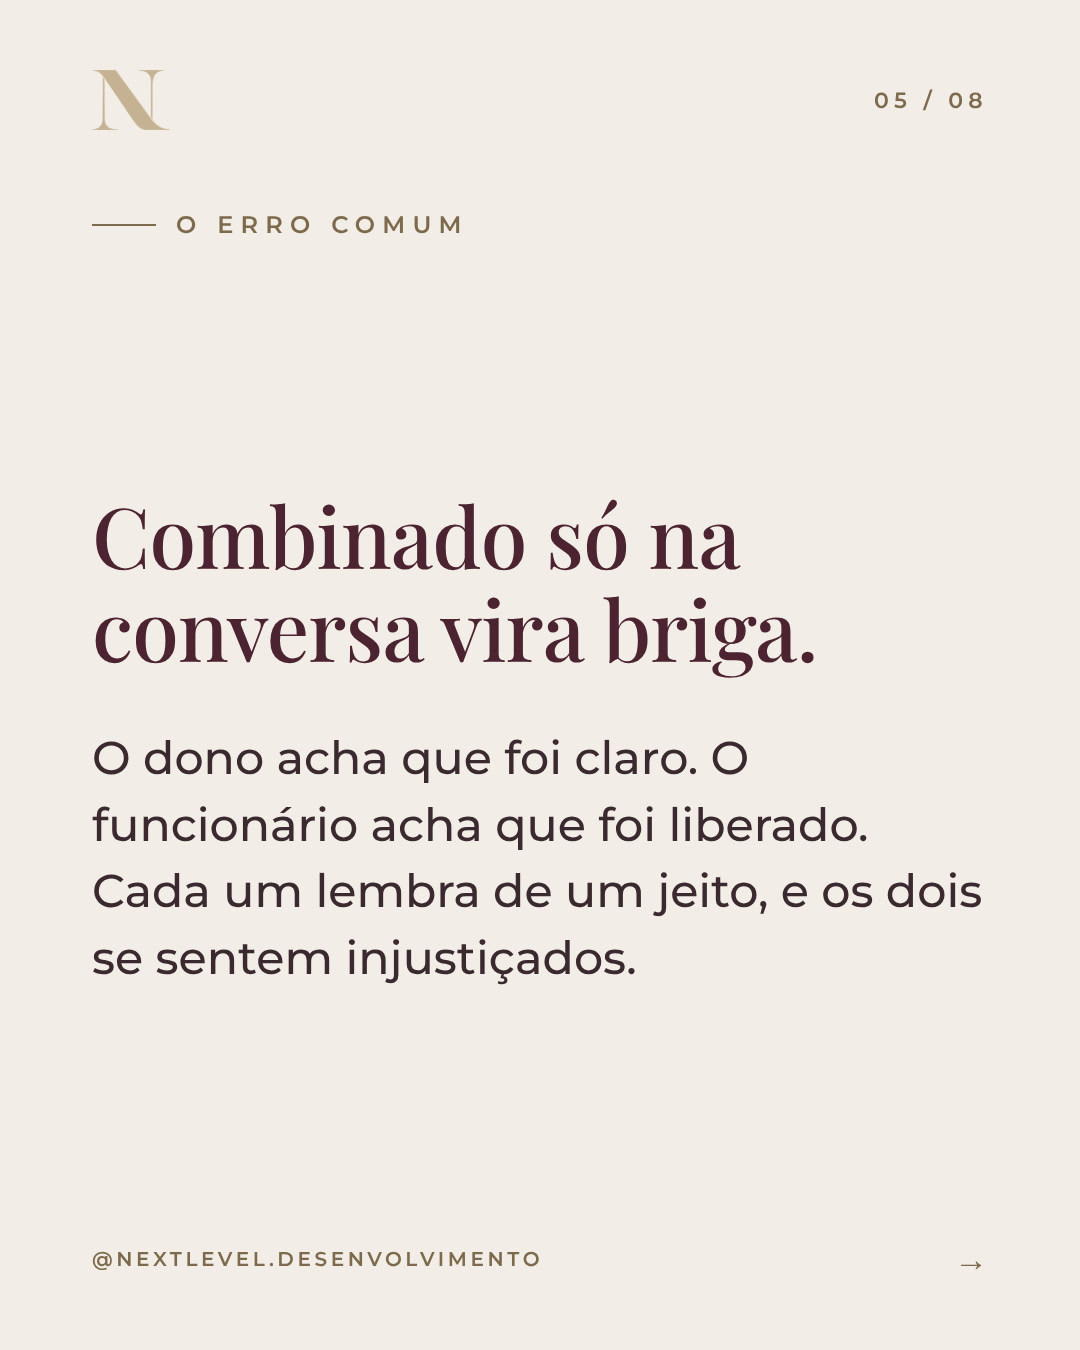 N
05 / 08
O ERRO COMUM
Combinado só na
conversa vira briga.
O dono acha que foi claro. O
funcionário acha que foi liberado.
Cada um lembra de um jeito, e os dois
se sentem injustiçados.
@NEXTLEVEL.DESENVOLVIMENTO
→